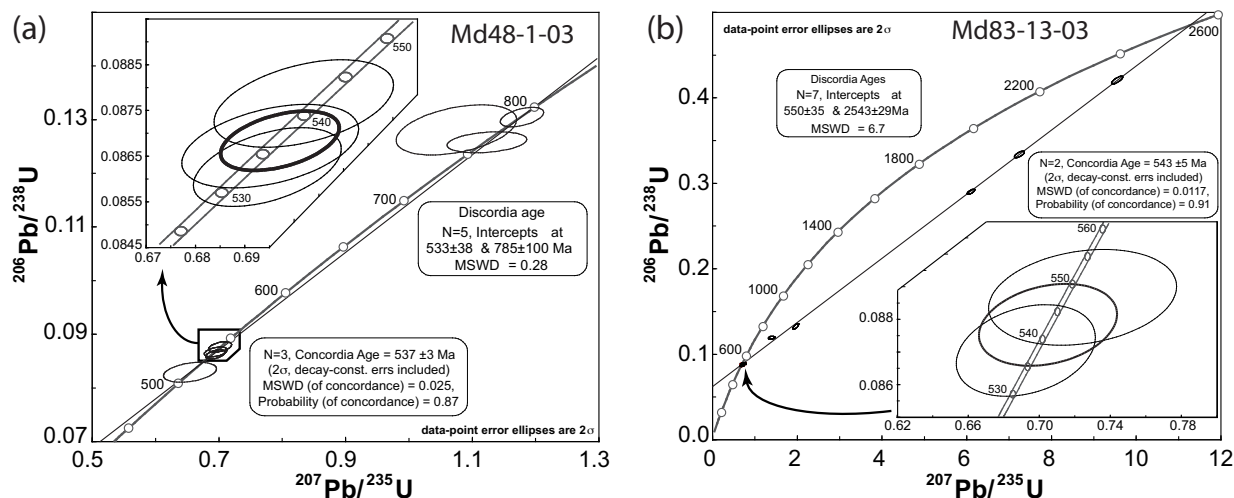 (a)
Md48-1-03
0.13
0.11
0.09
0.07
0.5
0.7
0.9
1.1
1.3
206Pb/238U
207Pb/235U
500
600
700
800
0.0885
0.0875
0.0865
0.0855
0.0845
0.67
0.68
0.69
530
540
550
Discordia age
N=5, Intercepts at
533±38 & 785±100 Ma
MSWD = 0.28
N=3, Concordia Age = 537 ±3 Ma
(2σ, decay-const. errs included)
MSWD (of concordance) = 0.025,
Probability (of concordance) = 0.87
data-point error ellipses are 2σ
(b)
data-point error ellipses are 2σ
Md83-13-03
0.4
0.3
0.2
0.1
0.0
0
2
4
6
8
10
12
206Pb/238U
207Pb/235U
600
1000
1400
1800
2200
2600
Discordia Ages
N=7, Intercepts at
550±35 & 2543±29Ma
MSWD = 6.7
N=2, Concordia Age = 543 ±5 Ma
(2σ, decay-const. errs included)
MSWD (of concordance) = 0.0117,
Probability (of concordance) = 0.91
0.088
0.086
0.62
0.66
0.70
0.74
0.78
530
540
550
560